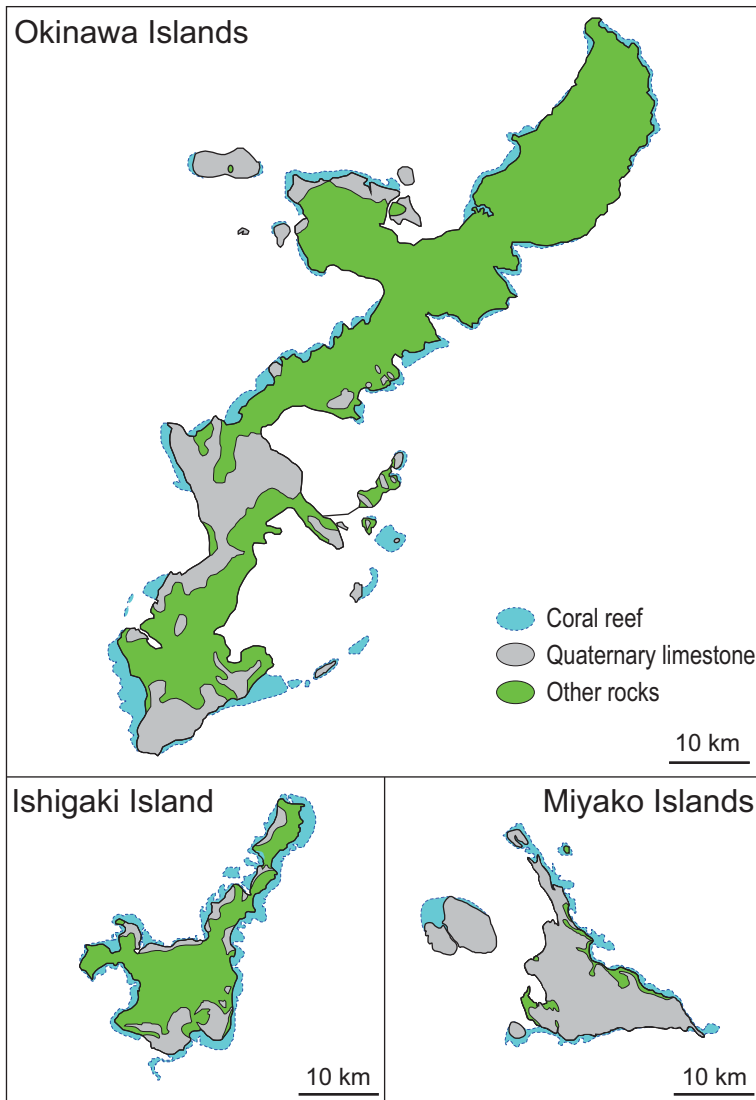 Okinawa Islands
Coral reef
Quaternary limestone
Other rocks
10 km
Ishigaki Island
10 km
Miyako Islands
10 km